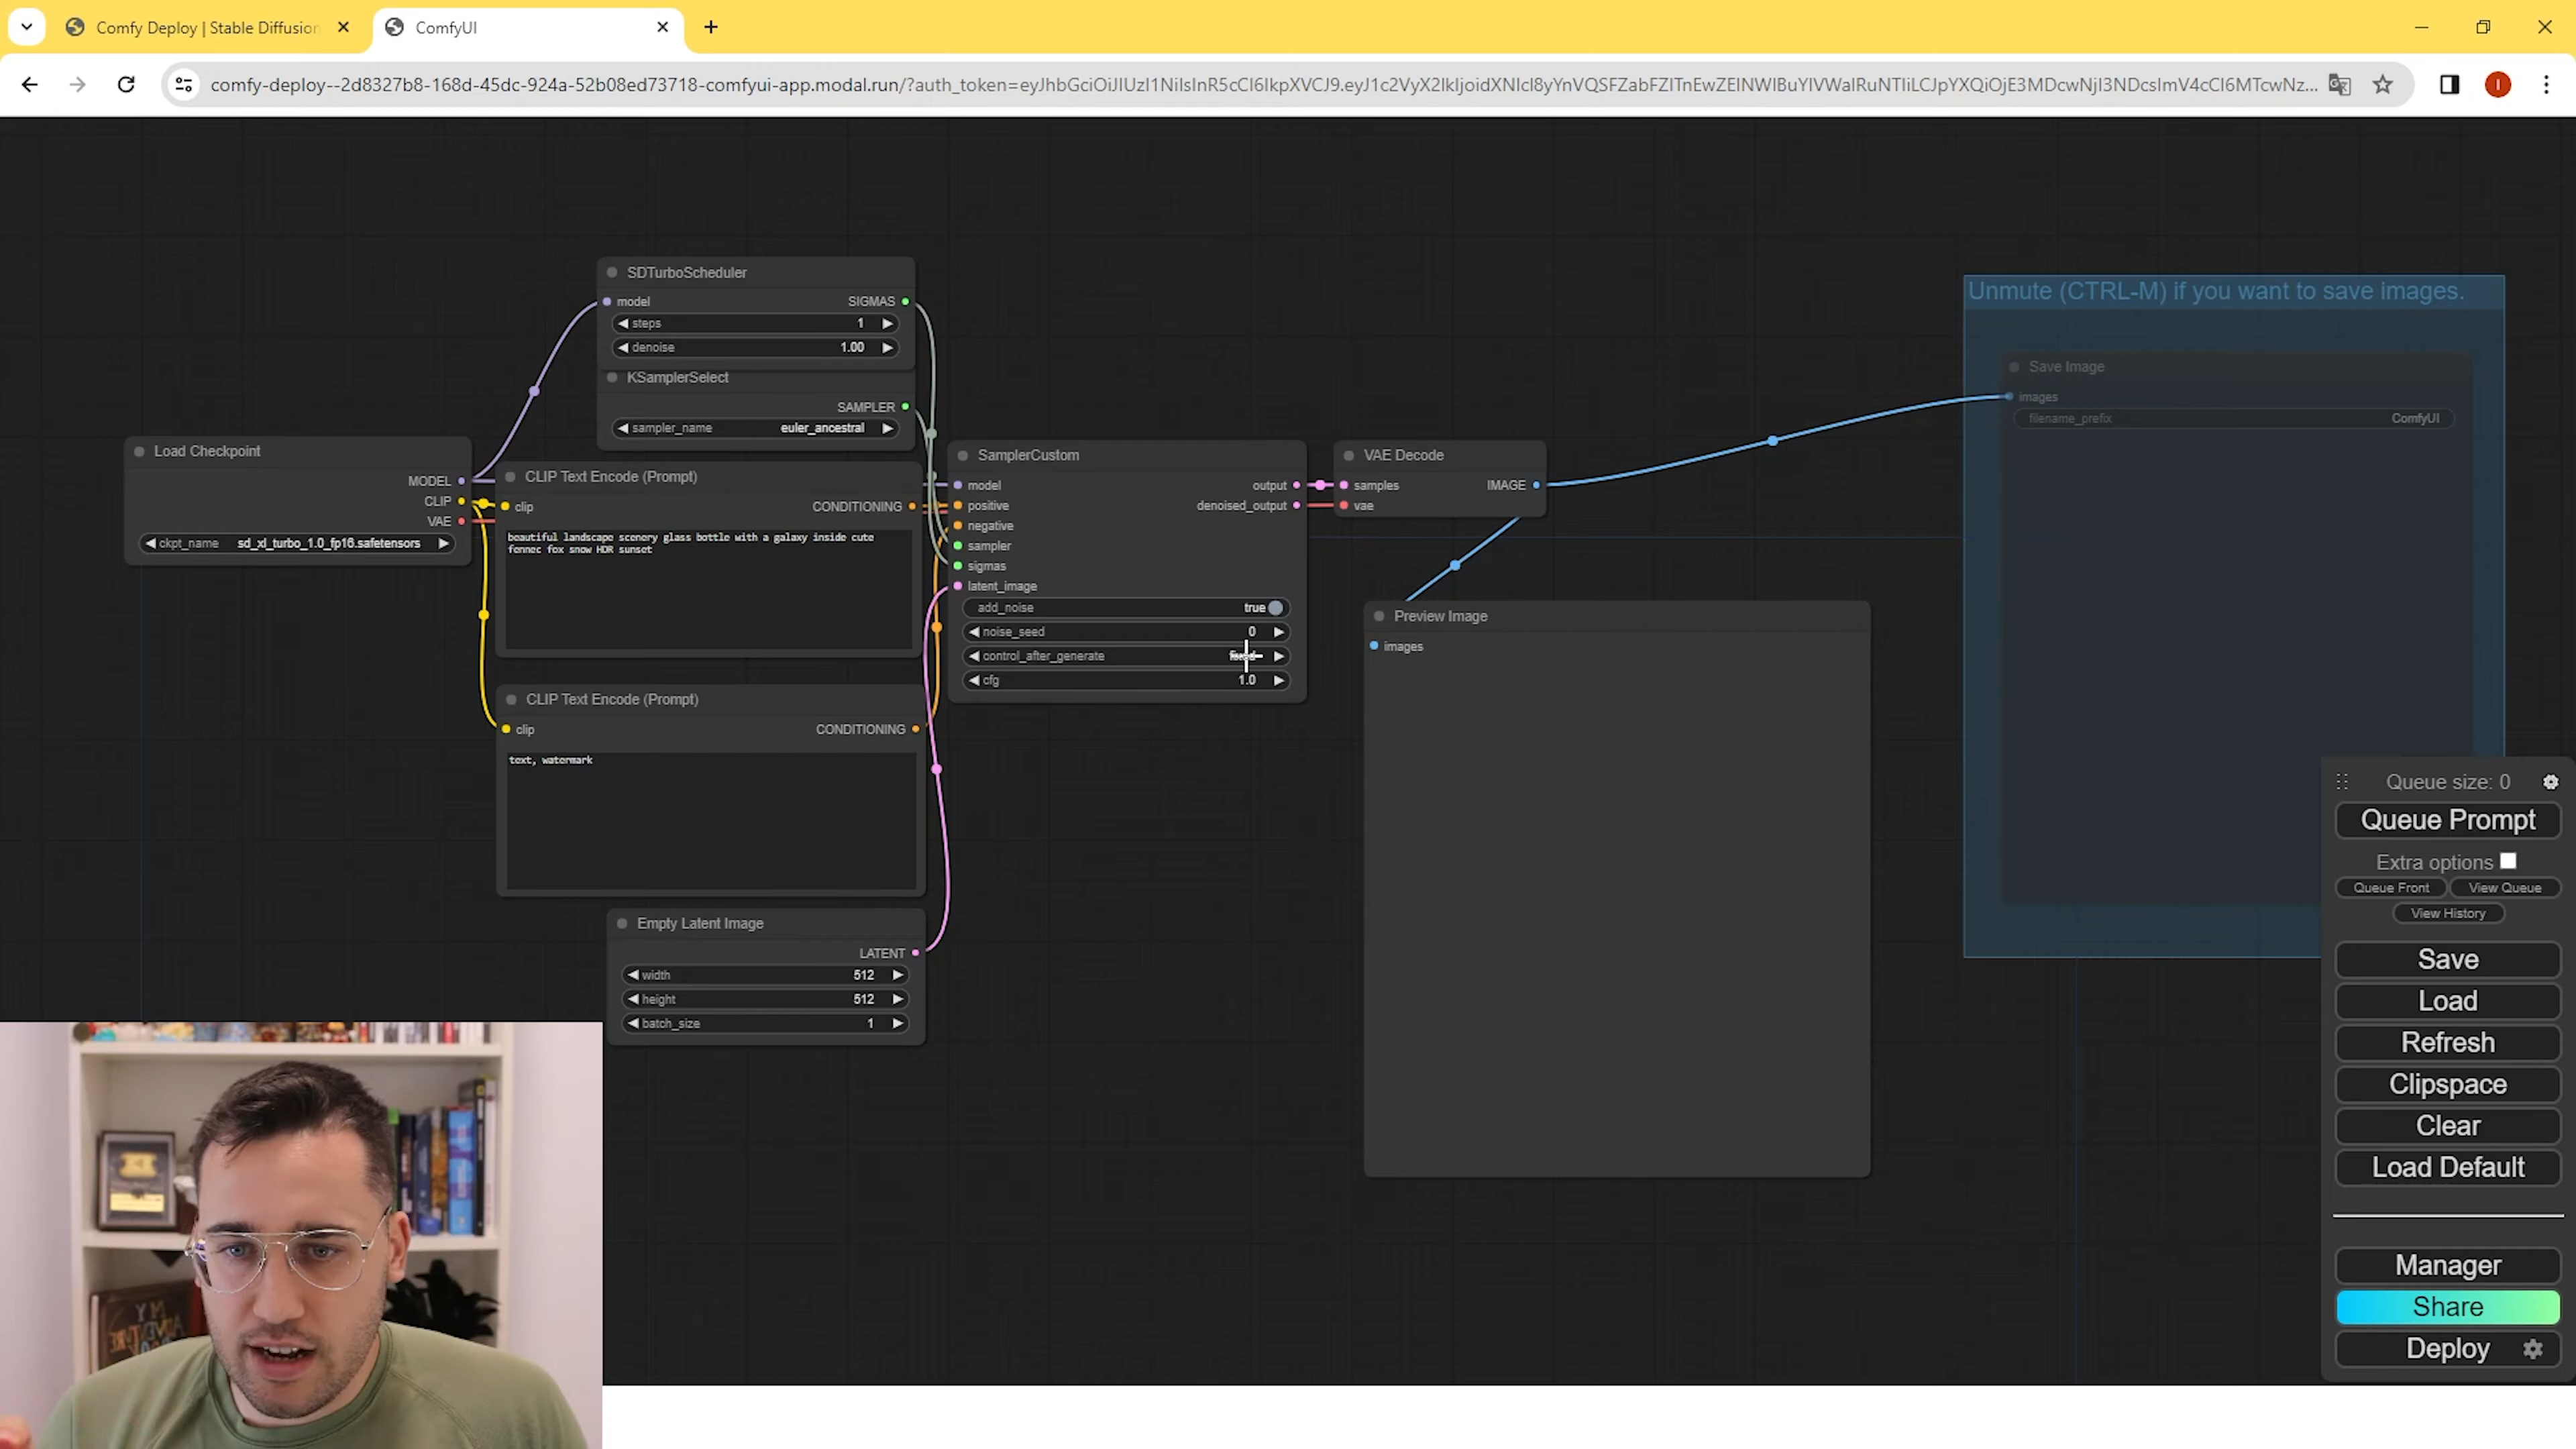 Comfy Deploy | Stable Diffusion
ComfyUI
comfy-deploy--2d8327b8-168d-45dc-924a-52b08ed73718-comfyui-app.modal.run/?auth_token=
Unmute (CTRL-M) if you want to save images.
Save Image
images
filename_prefix ComfyUI
SDTurboScheduler
model SIGMAS
steps 1
denoise 1.00
KSamplerSelect
SAMPLER
sampler_name euler_ancestral
Load Checkpoint
MODEL
CLIP
VAE
ckpt_name sd_xl_turbo_1.0_fp16.safetensors
CLIP Text Encode (Prompt)
clip CONDITIONING
beautiful landscape scenery glass bottle with a galaxy inside cute
fennec fox snow HDR sunset
CLIP Text Encode (Prompt)
clip CONDITIONING
text, watermark
Empty Latent Image
LATENT
width 512
height 512
batch_size 1
SamplerCustom
model output
positive denoised_output
negative
sampler
sigmas
latent_image
add_noise true
noise_seed 0
control_after_generate
cfg 1.0
VAE Decode
samples IMAGE
vae
Preview Image
images
Queue size: 0
Queue Prompt
Extra options
Queue Front View Queue
View History
Save
Load
Refresh
Clipspace
Clear
Load Default
Manager
Share
Deploy
I
MY